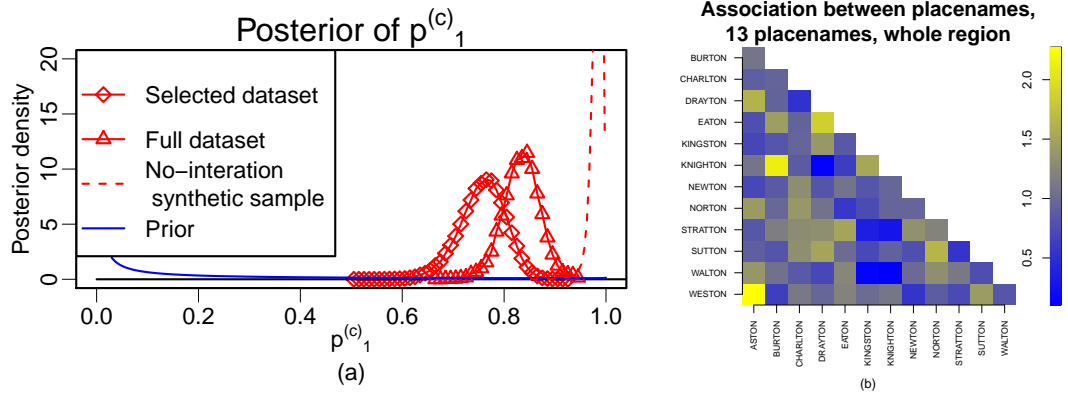 Posterior of p^(c)_1
Posterior density
20
15
10
5
0
Selected dataset
Full dataset
No−interation
synthetic sample
Prior
0.0 0.2 0.4 0.6 0.8 1.0
p^(c)_1
(a)
Association between placenames,
13 placenames, whole region
BURTON
CHARLTON
DRAYTON
EATON
KINGSTON
KNIGHTON
NEWTON
NORTON
STRATTON
SUTTON
WALTON
WESTON
ASTON
BURTON
CHARLTON
DRAYTON
EATON
KINGSTON
KNIGHTON
NEWTON
NORTON
STRATTON
SUTTON
WALTON
2.0
1.5
1.0
0.5
(b)